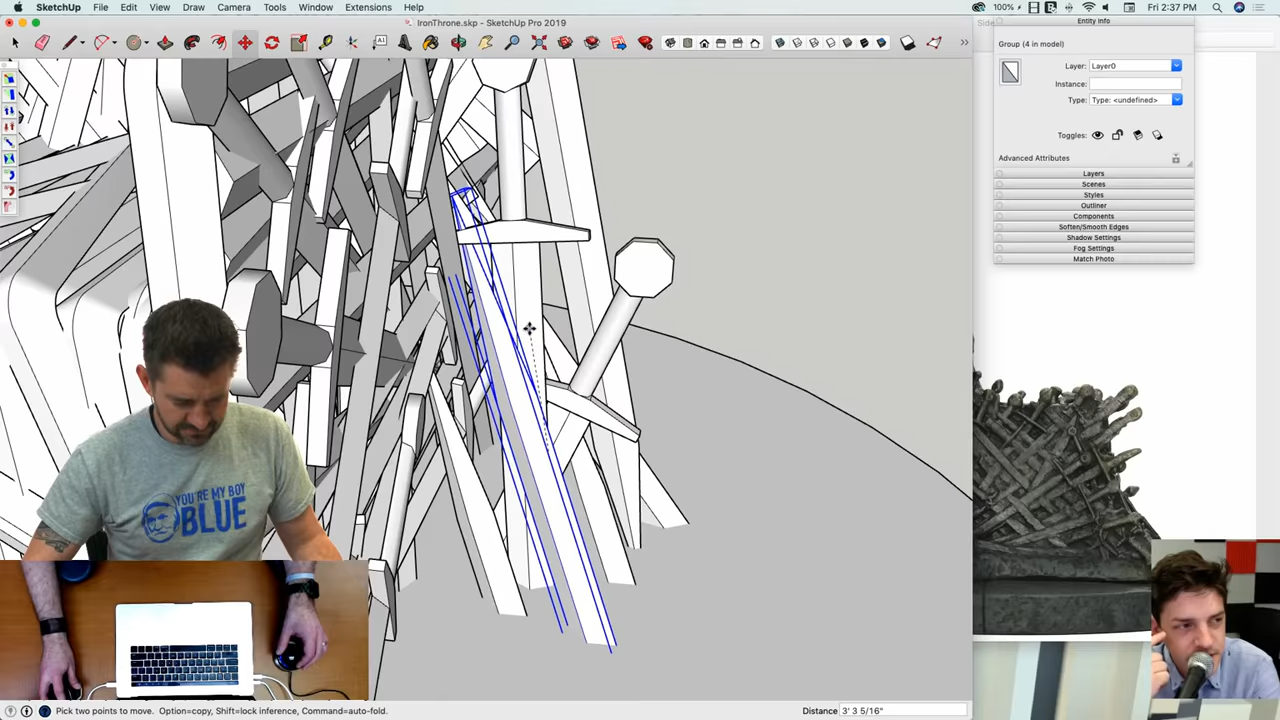 SketchUp File Edit View Draw Camera Tools Window Extensions Help
100% Fri 2:37 PM
IronThrone.skp - SketchUp Pro 2019
Side
Entity Info
Group (4 in model)
Layer: Layer0
Instance:
Type: Type: <undefined>
Toggles:
Advanced Attributes
Layers
Scenes
Styles
Outliner
Components
Soften/Smooth Edges
Shadow Settings
Fog Settings
Match Photo
YOU'RE MY BOY
BLUE
Pick two points to move. Option=copy, Shift=lock inference, Command=auto-fold.
Distance 3' 3 5/16"